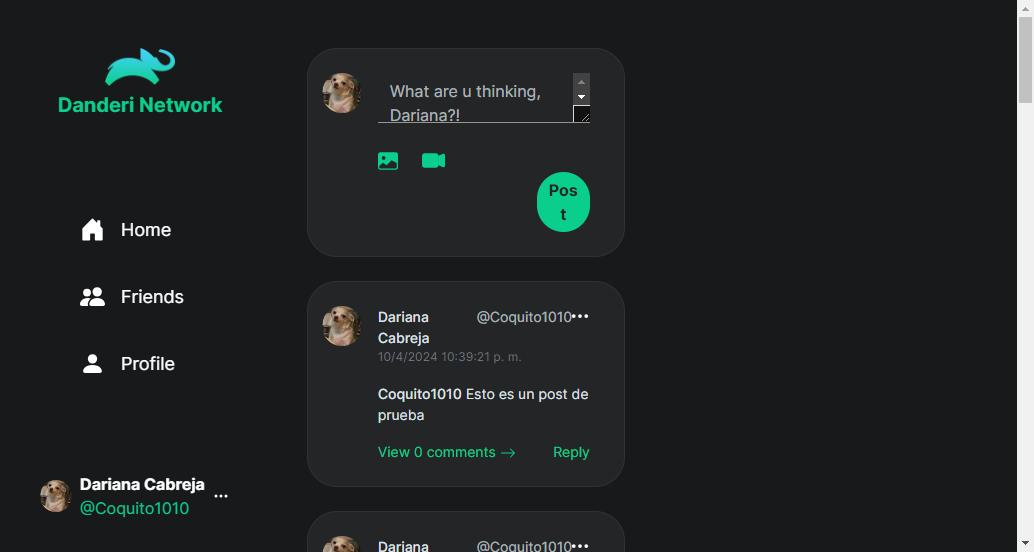 Danderi Network
Home
Friends
Profile
Dariana Cabreja
@Coquito1010
What are u thinking,
Dariana?!
Pos
t
Dariana @Coquito1010
Cabreja
10/4/2024 10:39:21 p. m.
Coquito1010 Esto es un post de
prueba
View 0 comments → Reply
Dariana @Coquito1010